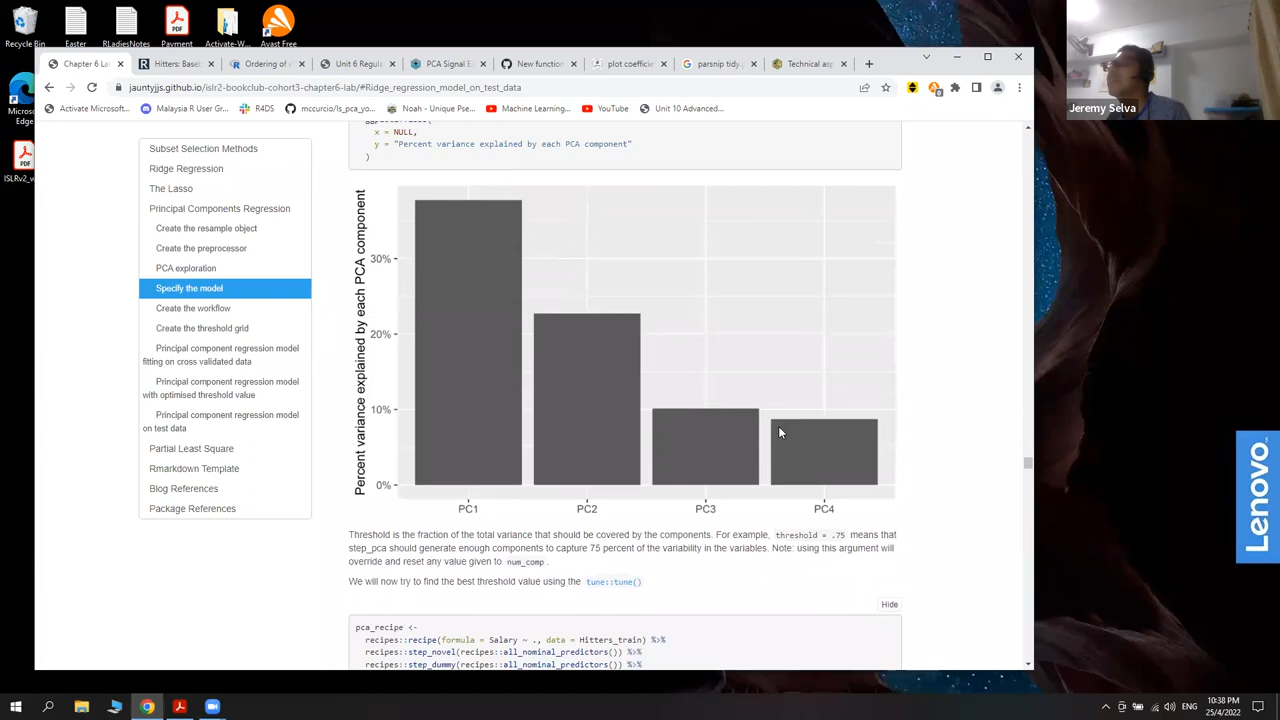 Recycle Bin
Easter
RLadiesNotes
Payment
Activate-W...
Avast Free
Chapter 6 La
Hitters: Baseb
Ordering of
Unit 6 Regula
PCA Signal E
New function
plot coefficie
parsnip tidy.
Technical asp
jauntyjjs.github.io/islr-bookclub-cohort3-chapter6-lab/#Ridge_regression_model_on_test_data
Activate Microsoft...
Malaysia R User Gr...
R4DS
mccurcio/ls_pca_yo...
Noah - Unique Pse...
Machine Learning...
YouTube
Unit 10 Advanced...
Jeremy Selva
Subset Selection Methods
Ridge Regression
The Lasso
Principal Components Regression
Create the resample object
Create the preprocessor
PCA exploration
Specify the model
Create the workflow
Create the threshold grid
Principal component regression model
fitting on cross validated data
Principal component regression model
with optimised threshold value
Principal component regression model
on test data
Partial Least Square
Rmarkdown Template
Blog References
Package References
x = NULL,
y = "Percent variance explained by each PCA component"
)
Percent variance explained by each PCA component
30%
20%
10%
0%
PC1
PC2
PC3
PC4
Threshold is the fraction of the total variance that should be covered by the components. For example, threshold = .75 means that
step_pca should generate enough components to capture 75 percent of the variability in the variables. Note: using this argument will
override and reset any value given to num_comp.
We will now try to find the best threshold value using the tune::tune()
Hide
pca_recipe <-
recipes::recipe(formula = Salary ~ ., data = Hitters_train) %>%
recipes::step_novel(recipes::all_nominal_predictors()) %>%
recipes::step_dummy(recipes::all_nominal_predictors()) %>%
ISLRv2_w
Lenovo
10:38 PM
25/4/2022